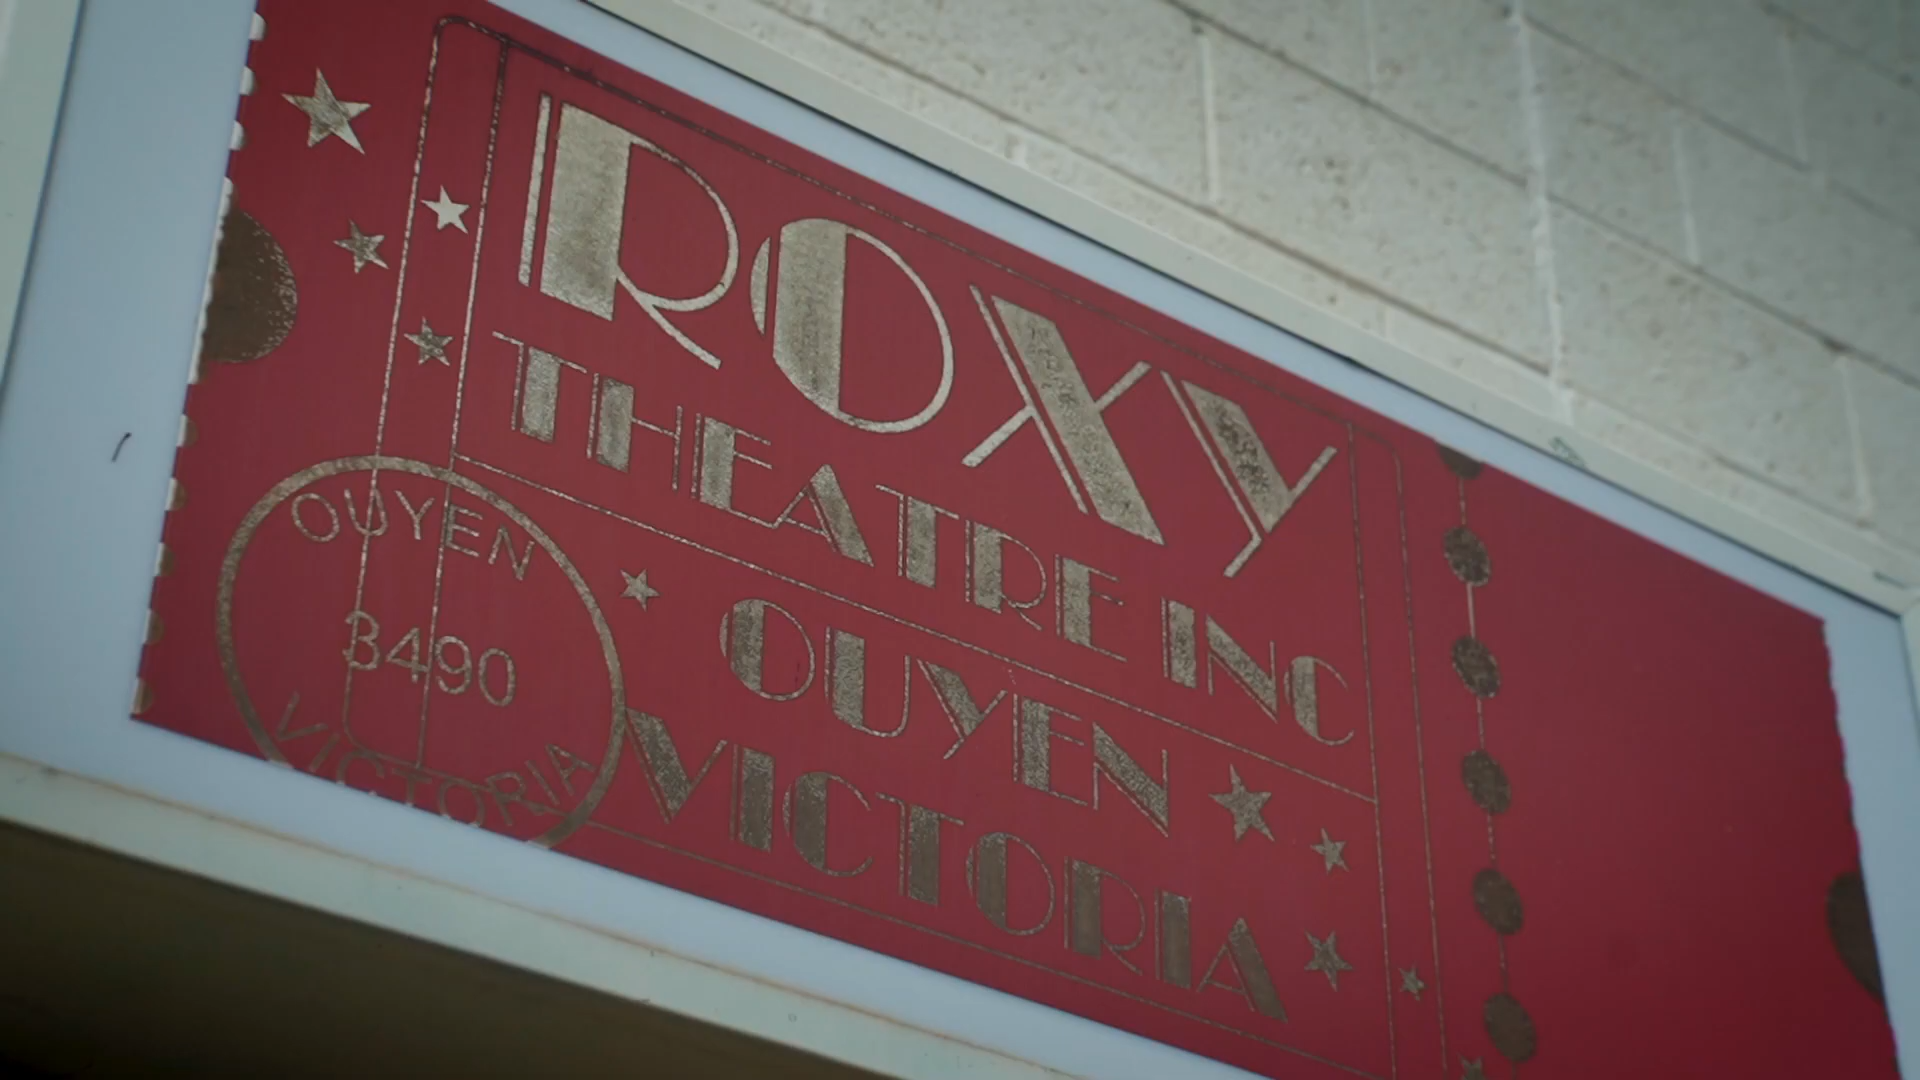 ROXY
THEATRE INC
OUYEN
VICTORIA
OUYEN
3490
VICTORIA